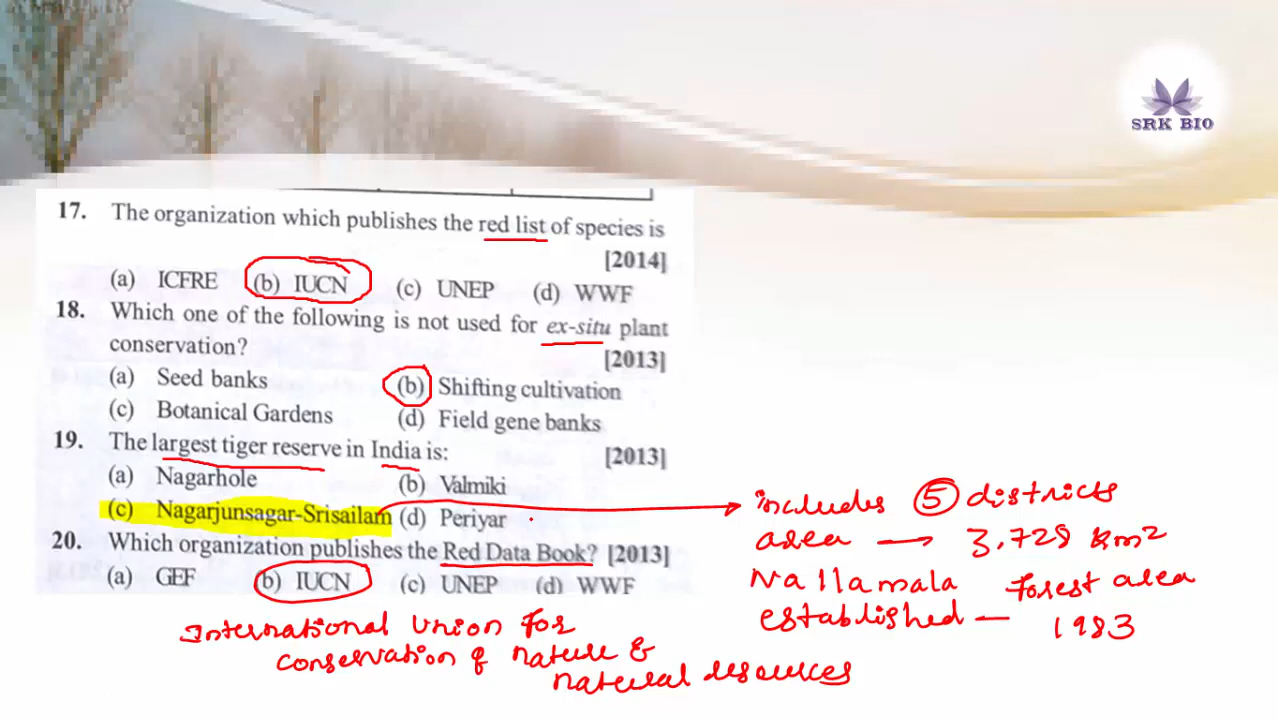 SRK BIO
17. The organization which publishes the red list of species is
[2014]
(a) ICFRE (b) IUCN (c) UNEP (d) WWF
18. Which one of the following is not used for ex-situ plant
conservation? [2013]
(a) Seed banks (b) Shifting cultivation
(c) Botanical Gardens (d) Field gene banks
19. The largest tiger reserve in India is: [2013]
(a) Nagarhole (b) Valmiki
(c) Nagarjunsagar-Srisailam (d) Periyar
20. Which organization publishes the Red Data Book? [2013]
(a) GEF (b) IUCN (c) UNEP (d) WWF
includes 5 districts
area → 3,728 km2
Nallamala forest area
established — 1983
International Union for
conservation of nature &
natural resources